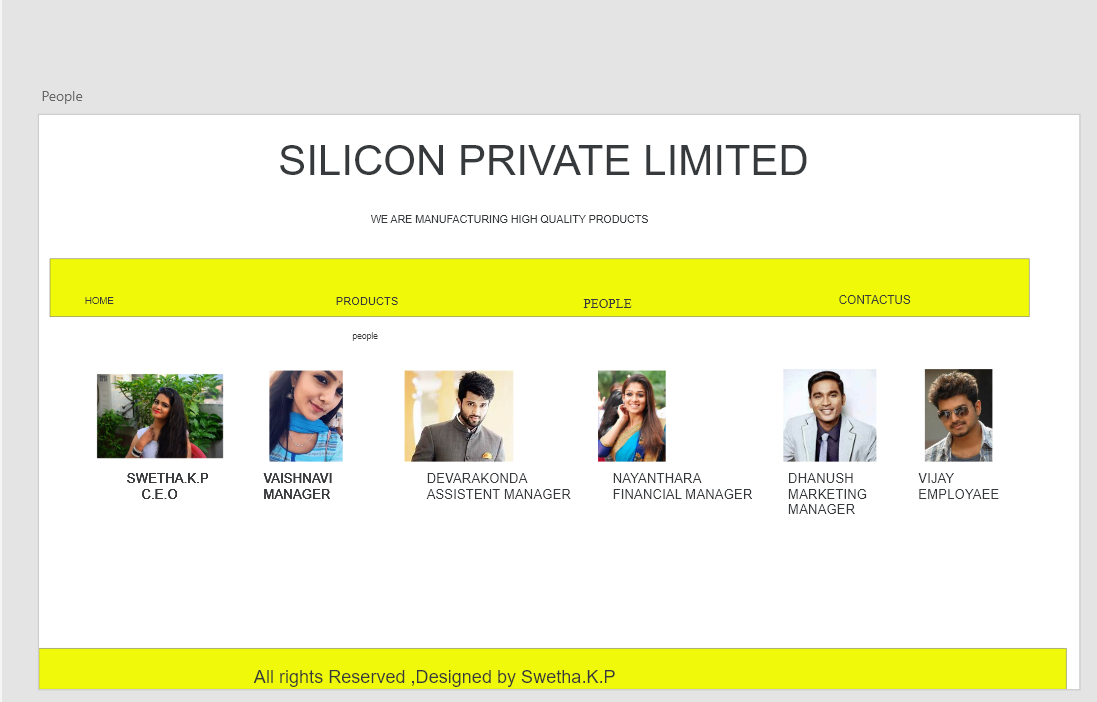 People
SILICON PRIVATE LIMITED
WE ARE MANUFACTURING HIGH QUALITY PRODUCTS
HOME
PRODUCTS
PEOPLE
CONTACTUS
people
SWETHA.K.P
C.E.O
VAISHNAVI
MANAGER
DEVARAKONDA
ASSISTENT MANAGER
NAYANTHARA
FINANCIAL MANAGER
DHANUSH
MARKETING
MANAGER
VIJAY
EMPLOYAEE
All rights Reserved ,Designed by Swetha.K.P